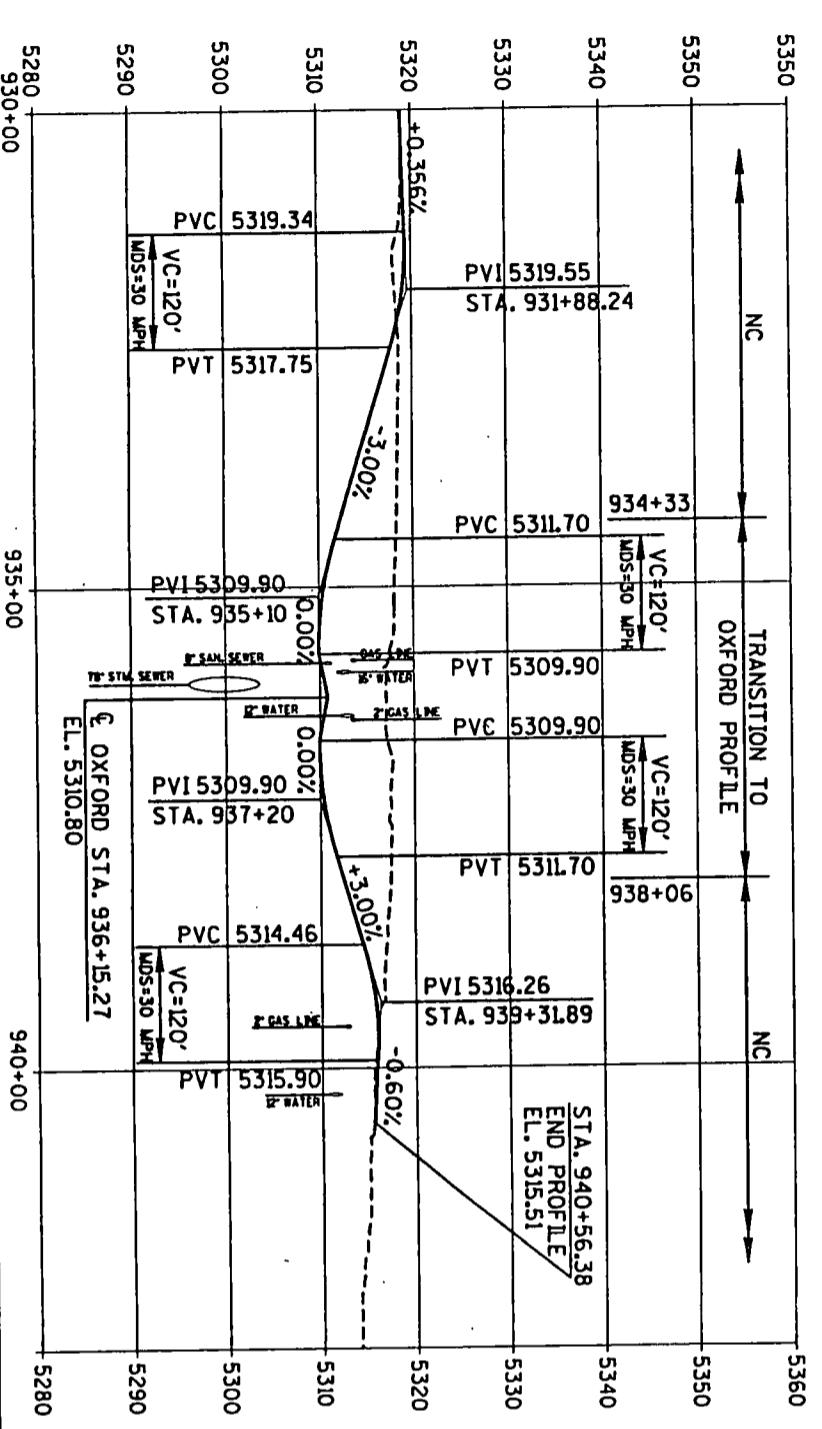 5350
5350
5340
5330
5320
5310
5300
5290
5280
930+00
5360
5350
5340
5330
5320
5310
5300
5290
5280
935+00
940+00
NC
TRANSITION TO
OXFORD PROFILE
NC
934+33
938+06
+0.356%
PVC 5319.34
VC=120'
MDS=30 MPH
PVT 5317.75
PVI 5319.55
STA. 931+88.24
-3.00%
PVC 5311.70
VC=120'
MDS=30 MPH
PVT 5309.90
PVI 5309.90
STA. 935+10
0.00%
8" SAN. SEWER
78" STM. SEWER
GAS LINE
16" WATER
12" WATER
2" GAS LINE
℄ OXFORD STA. 936+15.27
EL. 5310.80
0.00%
PVC 5309.90
VC=120'
MDS=30 MPH
PVT 5311.70
PVI 5309.90
STA. 937+20
+3.00%
PVC 5314.46
VC=120'
MDS=30 MPH
PVT 5315.90
PVI 5316.26
STA. 939+31.89
GAS LINE
12" WATER
-0.60%
STA. 940+56.38
END PROFILE
EL. 5315.51